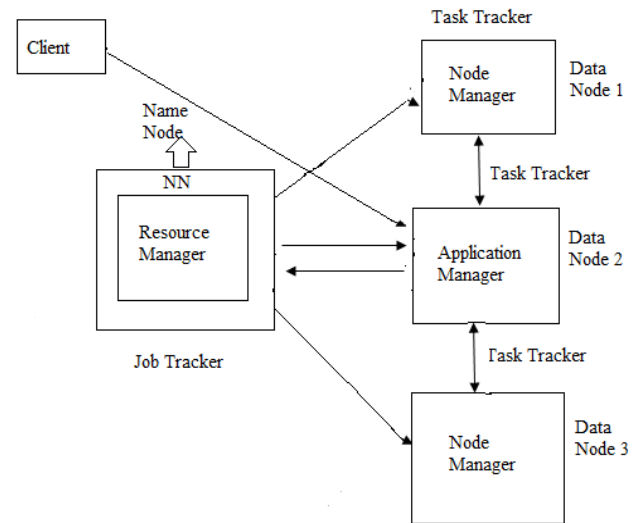 Task Tracker
Client
Node
Manager
Data
Node 1
Name
Node
NN
Task Tracker
Resource
Manager
Application
Manager
Data
Node 2
Job Tracker
Task Tracker
Node
Manager
Data
Node 3